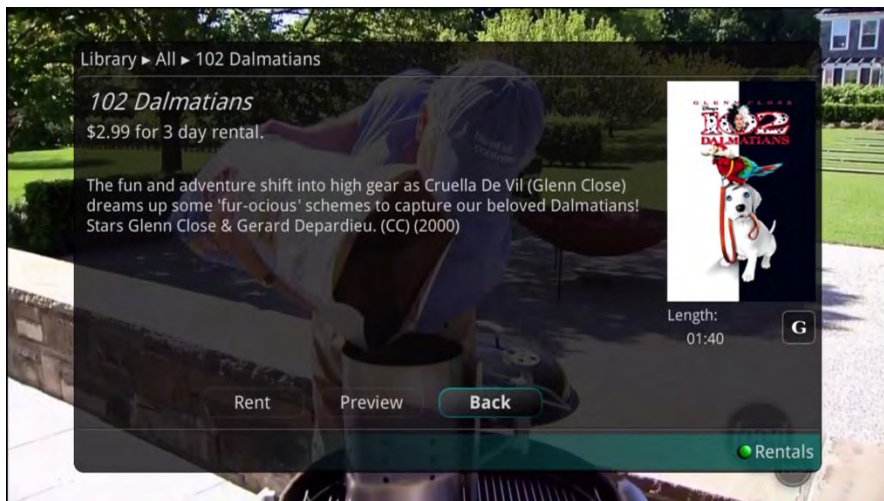 Library ▸ All ▸ 102 Dalmatians
102 Dalmatians
$2.99 for 3 day rental.
The fun and adventure shift into high gear as Cruella De Vil (Glenn Close)
dreams up some 'fur-ocious' schemes to capture our beloved Dalmatians!
Stars Glenn Close & Gerard Depardieu. (CC) (2000)
GLENN CLOSE
Disney's
102
DALMATIANS
Length:
01:40
G
Rent
Preview
Back
Rentals